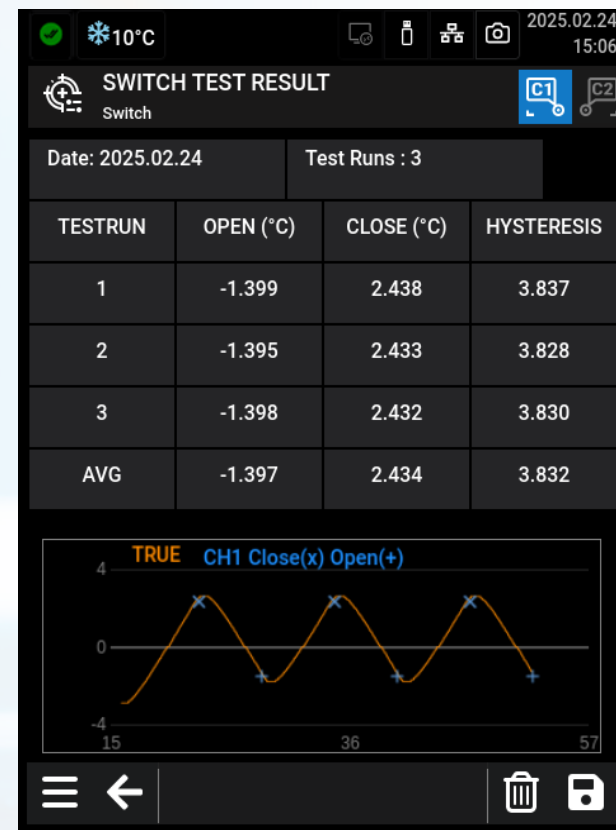 10°C
2025.02.24
15:06
SWITCH TEST RESULT
Switch
C1
C2
Date: 2025.02.24
Test Runs : 3
TESTRUN OPEN (°C) CLOSE (°C) HYSTERESIS
1 -1.399 2.438 3.837
2 -1.395 2.433 3.828
3 -1.398 2.432 3.830
AVG -1.397 2.434 3.832
TRUE CH1 Close(x) Open(+)
4
0
-4
15 36 57